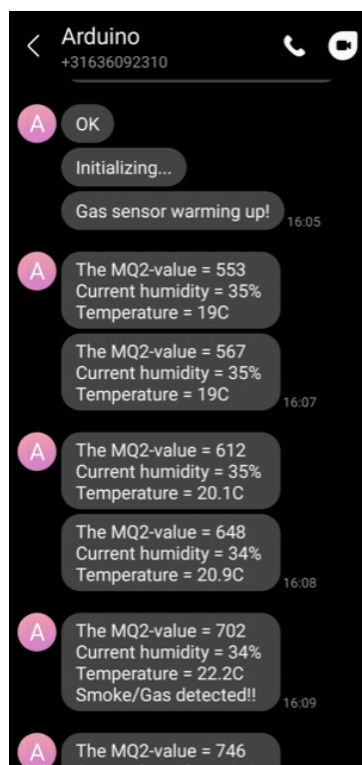 Arduino
+31636092310
A
OK
Initializing...
Gas sensor warming up!
16:05
A
The MQ2-value = 553
Current humidity = 35%
Temperature = 19C
The MQ2-value = 567
Current humidity = 35%
Temperature = 19C
16:07
A
The MQ2-value = 612
Current humidity = 35%
Temperature = 20.1C
The MQ2-value = 648
Current humidity = 34%
Temperature = 20.9C
16:08
A
The MQ2-value = 702
Current humidity = 34%
Temperature = 22.2C
Smoke/Gas detected!!
16:09
A
The MQ2-value = 746